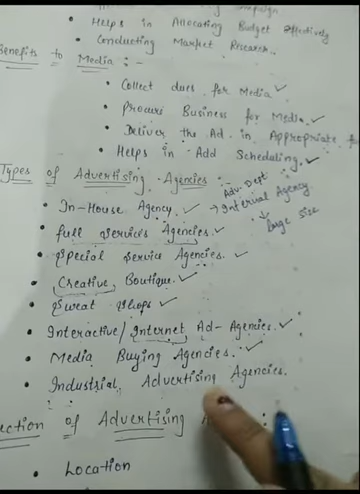 • Helps in Allocating Budget effectively
• Conducting Market Research.
Benefits to Media :-
• Collect dues for Media
• Procure Business for Media.
• Deliver the Ad in Appropriate
• Helps in Add Scheduling.
Types of Advertising Agencies :
Adv. Dept
• In-House Agency. → Internal Agency
↓
Large Size
• Full Services Agencies.
• Special Service Agencies.
• Creative Boutique.
• Sweat Shops
• Interactive/Internet Ad-Agencies.
• Media Buying Agencies.
• Industrial Advertising Agencies.
ection of Advertising A
• Location